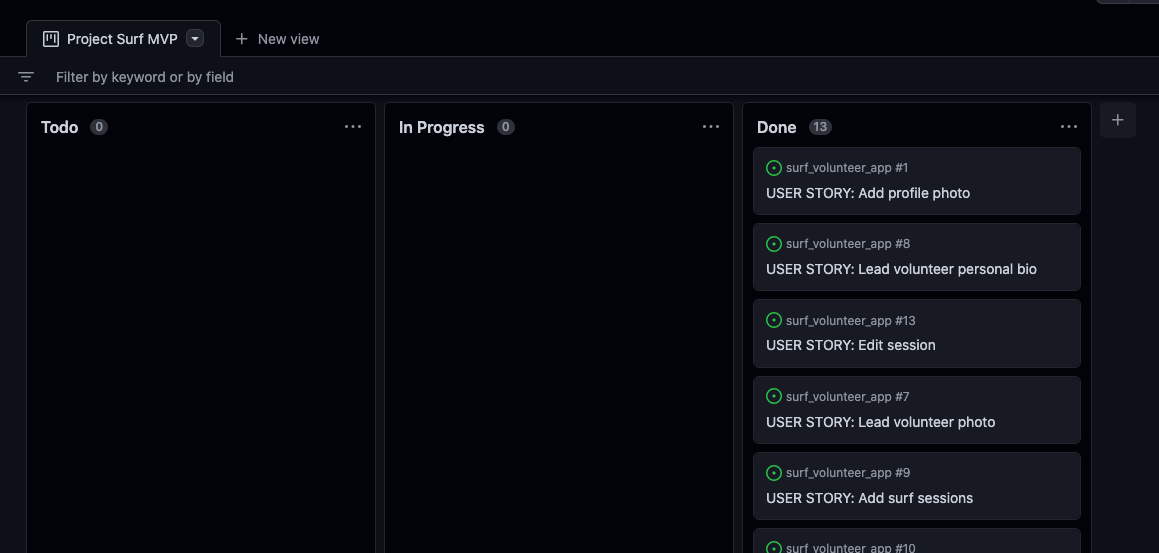 Project Surf MVP
New view
Filter by keyword or by field
Todo 0
In Progress 0
Done 13
surf_volunteer_app #1
USER STORY: Add profile photo
surf_volunteer_app #8
USER STORY: Lead volunteer personal bio
surf_volunteer_app #13
USER STORY: Edit session
surf_volunteer_app #7
USER STORY: Lead volunteer photo
surf_volunteer_app #9
USER STORY: Add surf sessions
surf_volunteer_app #10